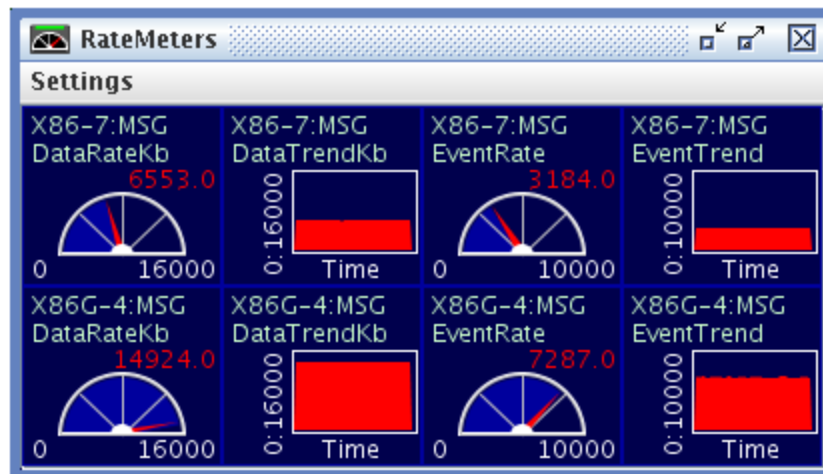 RateMeters
Settings
X86-7:MSG
DataRateKb
6553.0
0 16000
X86-7:MSG
DataTrendKb
0:16000
Time
X86-7:MSG
EventRate
3184.0
0 10000
X86-7:MSG
EventTrend
0:10000
Time
X86G-4:MSG
DataRateKb
14924.0
0 16000
X86G-4:MSG
DataTrendKb
0:16000
Time
X86G-4:MSG
EventRate
7287.0
0 10000
X86G-4:MSG
EventTrend
0:10000
Time